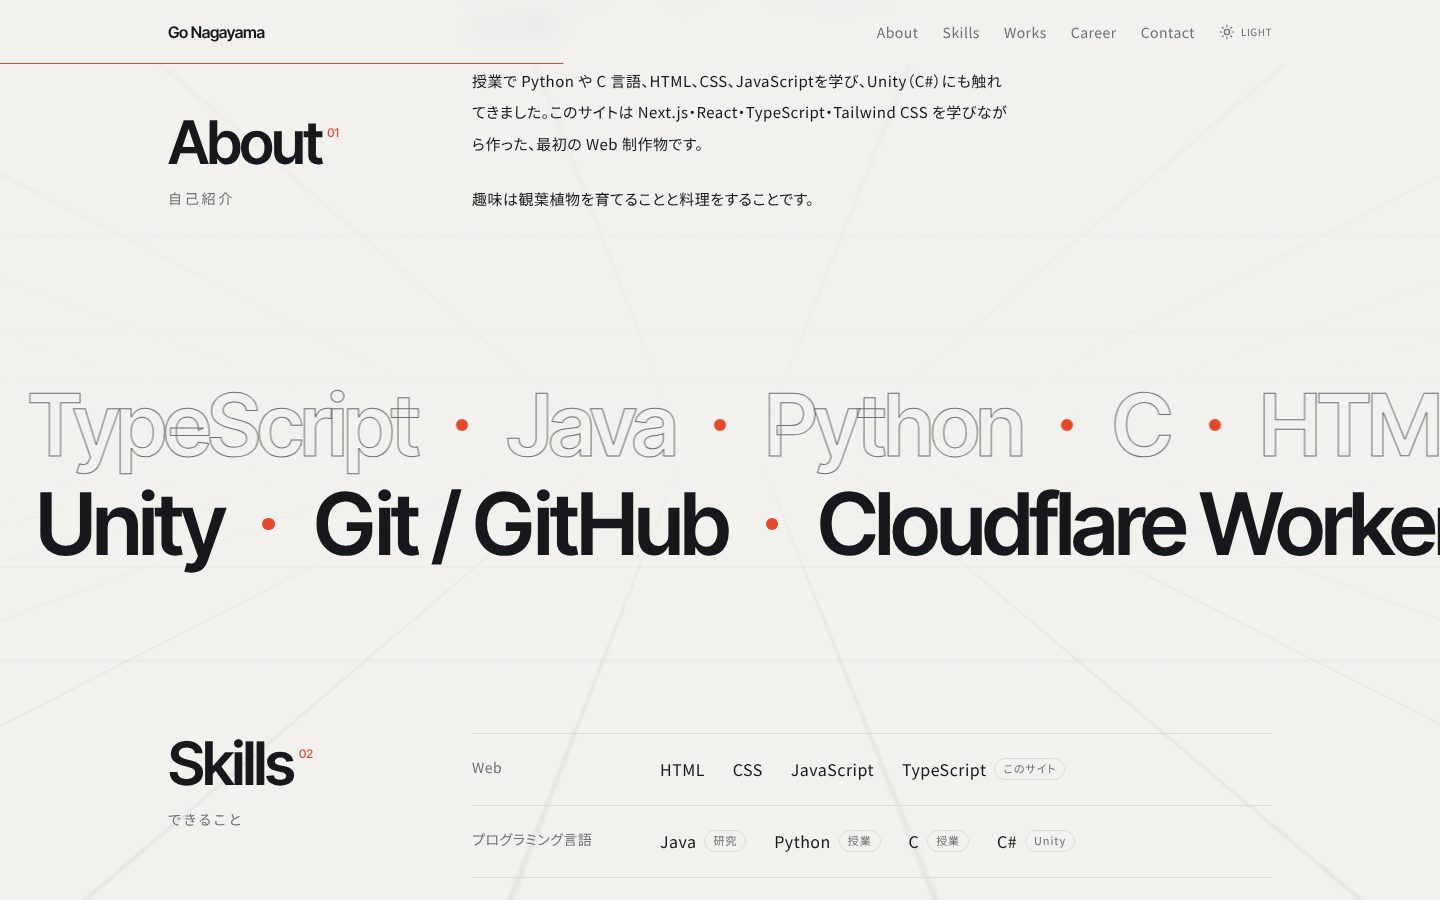 Go Nagayama
About Skills Works Career Contact LIGHT
授業で Python や C 言語、HTML、CSS、JavaScriptを学び、Unity（C#）にも触れ
てきました。このサイトは Next.js・React・TypeScript・Tailwind CSS を学びなが
ら作った、最初の Web 制作物です。
About 01
自己紹介
趣味は観葉植物を育てることと料理をすることです。
TypeScript • Java • Python • C • HTM
Unity • Git / GitHub • Cloudflare Worker
Skills 02
できること
Web HTML CSS JavaScript TypeScript このサイト
プログラミング言語 Java 研究 Python 授業 C 授業 C# Unity